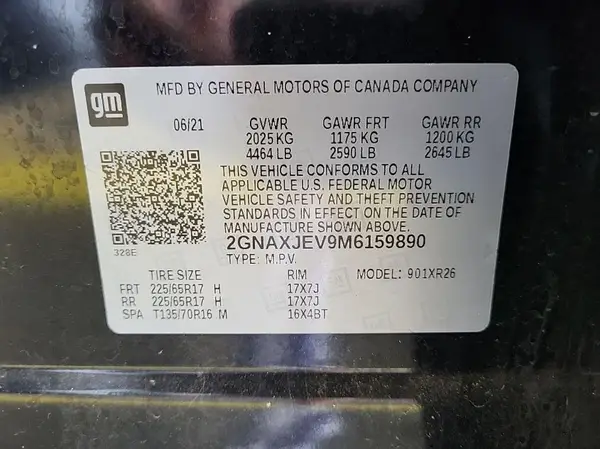 gm
MFD BY GENERAL MOTORS OF CANADA COMPANY
06/21 GVWR GAWR FRT GAWR RR
2025 KG 1175 KG 1200 KG
4464 LB 2590 LB 2645 LB
THIS VEHICLE CONFORMS TO ALL
APPLICABLE U.S. FEDERAL MOTOR
VEHICLE SAFETY AND THEFT PREVENTION
STANDARDS IN EFFECT ON THE DATE OF
MANUFACTURE SHOWN ABOVE.
328E
2GNAXJEV9M6159890
TYPE: M.P.V.
TIRE SIZE RIM MODEL: 901XR26
FRT 225/65R17 H 17X7J
RR 225/65R17 H 17X7J
SPA T135/70R16 M 16X4BT